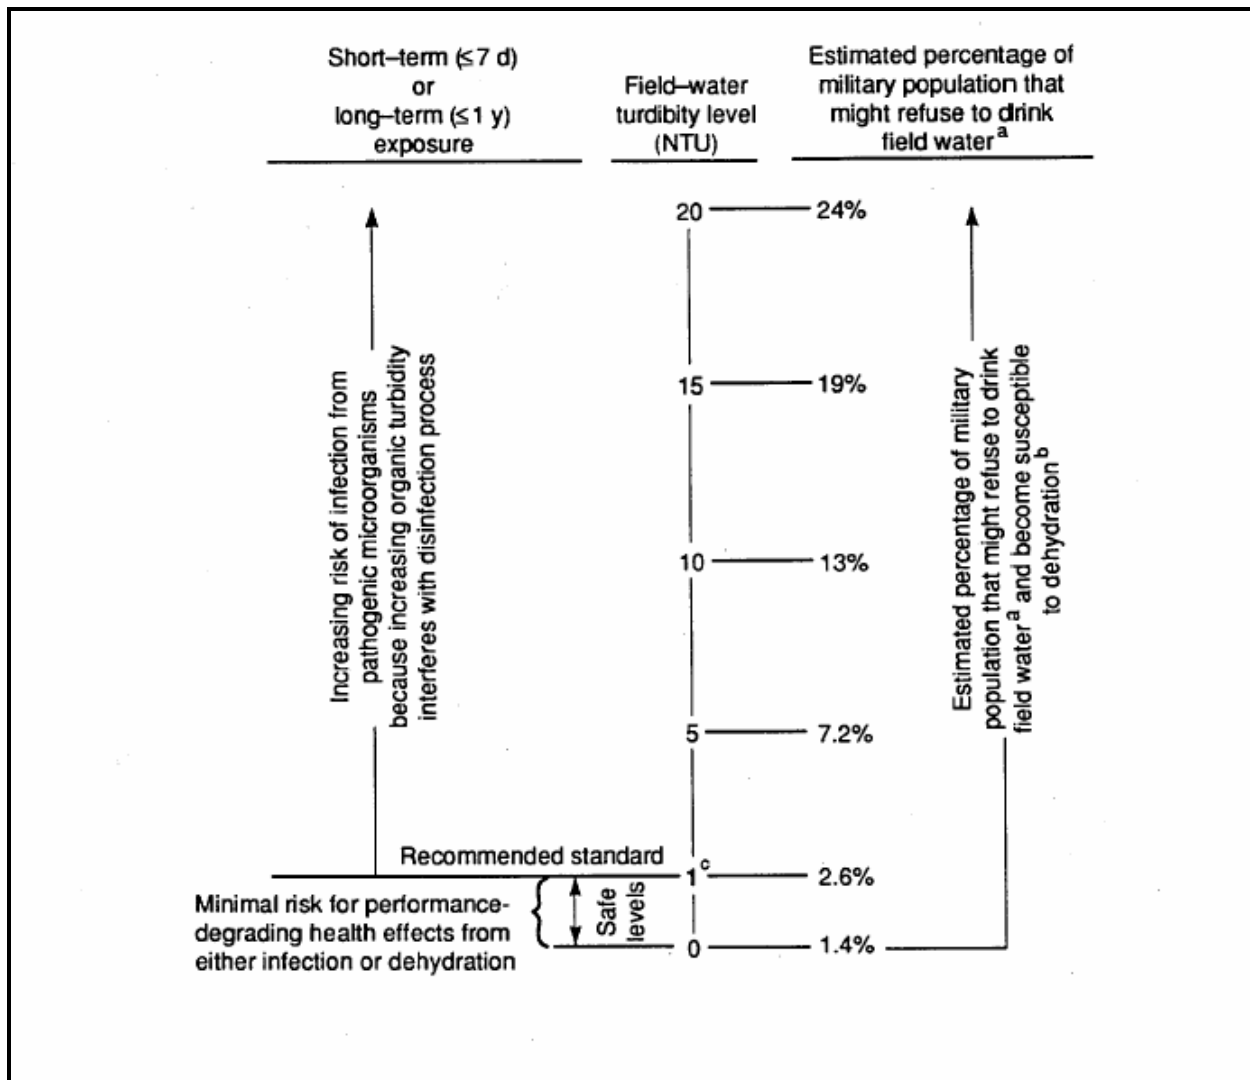 Short–term (≤7 d)
or
long–term (≤1 y)
exposure
Field–water
turdibity level
(NTU)
Estimated percentage of
military population that
might refuse to drink
field water a
20 24%
15 19%
10 13%
5 7.2%
1 c 2.6%
0 1.4%
Increasing risk of infection from
pathogenic microorganisms
because increasing organic turbidity
interferes with disinfection process
Estimated percentage of military
population that might refuse to drink
field water a and become susceptible
to dehydration b
Recommended standard
Safe
levels
Minimal risk for performance-
degrading health effects from
either infection or dehydration